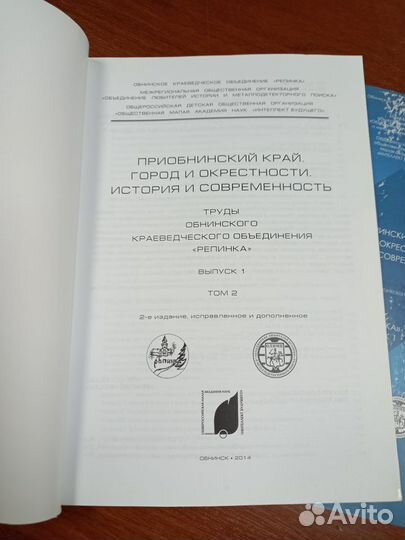 ОБНИНСКОЕ КРАЕВЕДЧЕСКОЕ ОБЪЕДИНЕНИЕ «РЕПИНКА»
МЕЖРЕГИОНАЛЬНАЯ ОБЩЕСТВЕННАЯ ОРГАНИЗАЦИЯ
«ОБЪЕДИНЕНИЕ ЛЮБИТЕЛЕЙ ИСТОРИИ И МЕТАЛЛОДЕТЕКТОРНОГО ПОИСКА»
ОБЩЕРОССИЙСКАЯ ДЕТСКАЯ ОБЩЕСТВЕННАЯ ОРГАНИЗАЦИЯ
«ОБЩЕСТВЕННАЯ МАЛАЯ АКАДЕМИЯ НАУК «ИНТЕЛЛЕКТ БУДУЩЕГО»
ПРИОБНИНСКИЙ КРАЙ.
ГОРОД И ОКРЕСТНОСТИ.
ИСТОРИЯ И СОВРЕМЕННОСТЬ
ТРУДЫ
ОБНИНСКОГО
КРАЕВЕДЧЕСКОГО ОБЪЕДИНЕНИЯ
«РЕПИНКА»
ВЫПУСК 1
ТОМ 2
2-е издание, исправленное и дополненное
ОБНИНСК • 2014
Avito